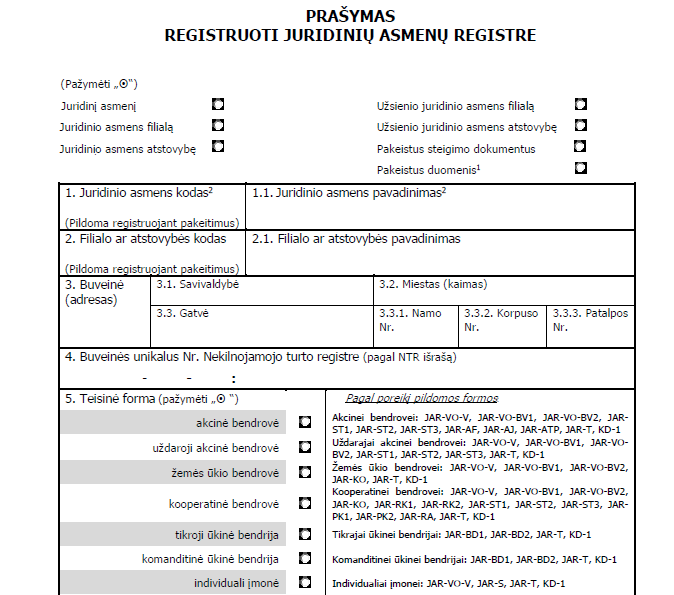 PRAŠYMAS
REGISTRUOTI JURIDINIŲ ASMENŲ REGISTRE
(Pažymėti „⦿“)
Juridinį asmenį
Užsienio juridinio asmens filialą
Juridinio asmens filialą
Užsienio juridinio asmens atstovybę
Juridinio asmens atstovybę
Pakeistus steigimo dokumentus
Pakeistus duomenis¹
1. Juridinio asmens kodas²
1.1. Juridinio asmens pavadinimas²
(Pildoma registruojant pakeitimus)
2. Filialo ar atstovybės kodas
2.1. Filialo ar atstovybės pavadinimas
(Pildoma registruojant pakeitimus)
3. Buveinė
(adresas)
3.1. Savivaldybė
3.2. Miestas (kaimas)
3.3. Gatvė
3.3.1. Namo
Nr.
3.3.2. Korpuso
Nr.
3.3.3. Patalpos
Nr.
4. Buveinės unikalus Nr. Nekilnojamojo turto registre (pagal NTR išrašą)
- - :
5. Teisinė forma (pažymėti „⦿ “)
Pagal poreikį pildomos formos
akcinė bendrovė
Akcinei bendrovei: JAR-VO-V, JAR-VO-BV1, JAR-VO-BV2, JAR-
ST1, JAR-ST2, JAR-ST3, JAR-AF, JAR-AJ, JAR-ATP, JAR-T, KD-1
uždaroji akcinė bendrovė
Uždarajai akcinei bendrovei: JAR-VO-V, JAR-VO-BV1, JAR-VO-
BV2, JAR-ST1, JAR-ST2, JAR-ST3, JAR-T, KD-1
žemės ūkio bendrovė
Žemės ūkio bendrovei: JAR-VO-V, JAR-VO-BV1, JAR-VO-BV2,
JAR-KO, JAR-T, KD-1
kooperatinė bendrovė
Kooperatinei bendrovei: JAR-VO-V, JAR-VO-BV1, JAR-VO-BV2,
JAR-KO, JAR-RK1, JAR-RK2, JAR-ST1, JAR-ST2, JAR-ST3, JAR-
PK1, JAR-PK2, JAR-RA, JAR-T, KD-1
tikroji ūkinė bendrija
Tikrajai ūkinei bendrijai: JAR-BD1, JAR-BD2, JAR-T, KD-1
komanditinė ūkinė bendrija
Komanditinei ūkinei bendrijai: JAR-BD1, JAR-BD2, JAR-T, KD-1
individuali įmonė
Individualiai įmonei: JAR-VO-V, JAR-S, JAR-T, KD-1